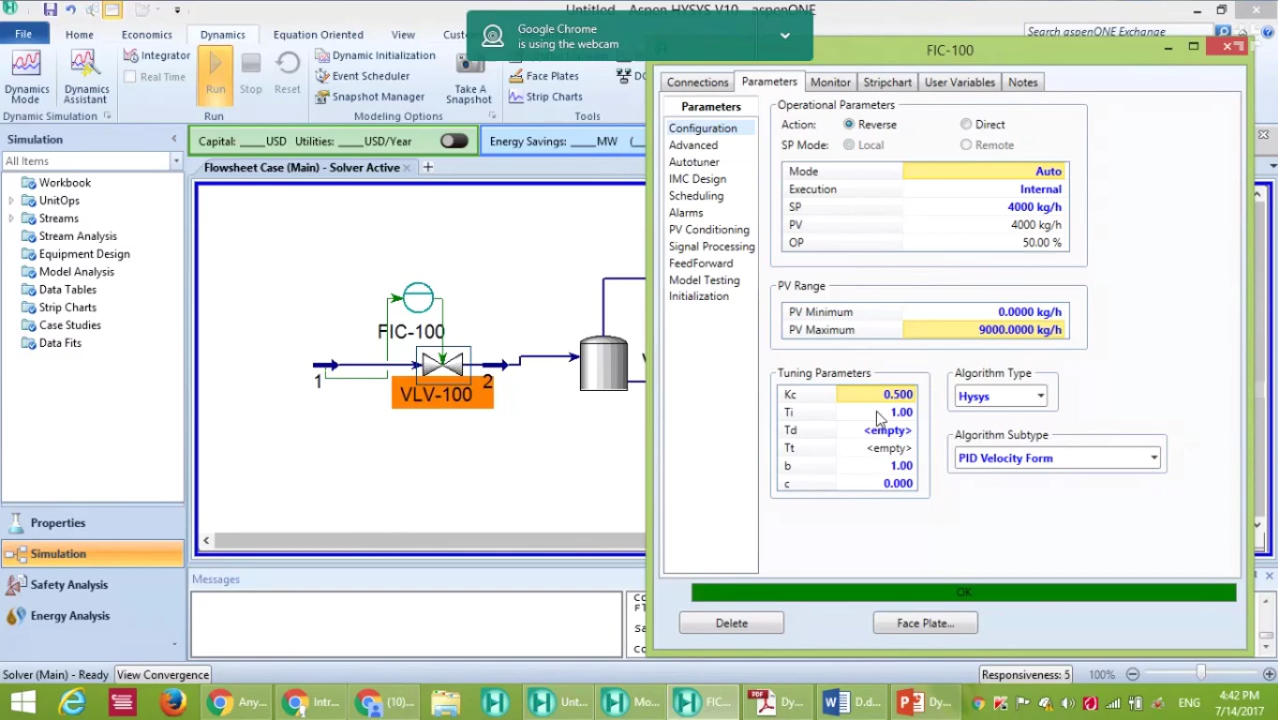 Untitled - Aspen HYSYS V10 - aspenONE
Google Chrome
is using the webcam
File
Home
Economics
Dynamics
Equation Oriented
View
Search aspenONE Exchange
Dynamics
Mode
Dynamics
Assistant
Integrator
Real Time
Run
Stop
Reset
Dynamic Initialization
Event Scheduler
Snapshot Manager
Take A
Snapshot
Face Plates
Strip Charts
Dynamic Simulation
Run
Modeling Options
Tools
Simulation
All Items
Workbook
UnitOps
Streams
Stream Analysis
Equipment Design
Model Analysis
Data Tables
Strip Charts
Case Studies
Data Fits
Properties
Simulation
Safety Analysis
Energy Analysis
Capital: ____USD Utilities: ____USD/Year
Energy Savings: ____MW
Flowsheet Case (Main) - Solver Active
FIC-100
1
2
VLV-100
Messages
FIC-100
Connections
Parameters
Monitor
Stripchart
User Variables
Notes
Parameters
Configuration
Advanced
Autotuner
IMC Design
Scheduling
Alarms
PV Conditioning
Signal Processing
FeedForward
Model Testing
Initialization
Operational Parameters
Action: Reverse Direct
SP Mode: Local Remote
Mode Auto
Execution Internal
SP 4000 kg/h
PV 4000 kg/h
OP 50.00 %
PV Range
PV Minimum 0.0000 kg/h
PV Maximum 9000.0000 kg/h
Tuning Parameters
Kc 0.500
Ti 1.00
Td <empty>
Tt <empty>
b 1.00
c 0.000
Algorithm Type
Hysys
Algorithm Subtype
PID Velocity Form
OK
Delete
Face Plate...
Solver (Main) - Ready
View Convergence
Responsiveness: 5
100%
Any...
Intr...
(10)...
Unt...
Mo...
FIC...
Dy...
D.d...
Dy...
ENG
4:42 PM
7/14/2017